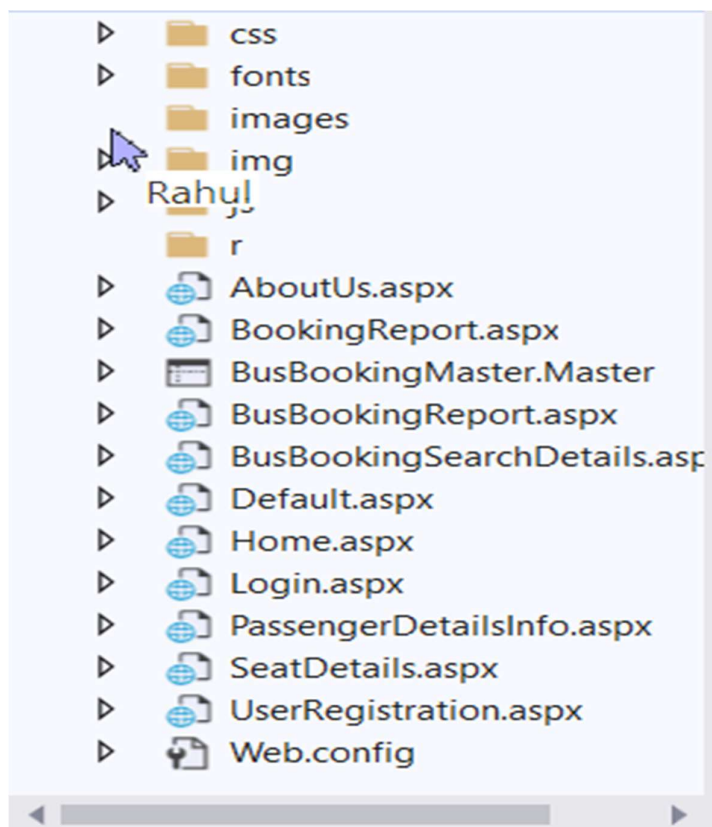 css
fonts
images
img
Rahul
js
r
AboutUs.aspx
BookingReport.aspx
BusBookingMaster.Master
BusBookingReport.aspx
BusBookingSearchDetails.asp
Default.aspx
Home.aspx
Login.aspx
PassengerDetailsInfo.aspx
SeatDetails.aspx
UserRegistration.aspx
Web.config